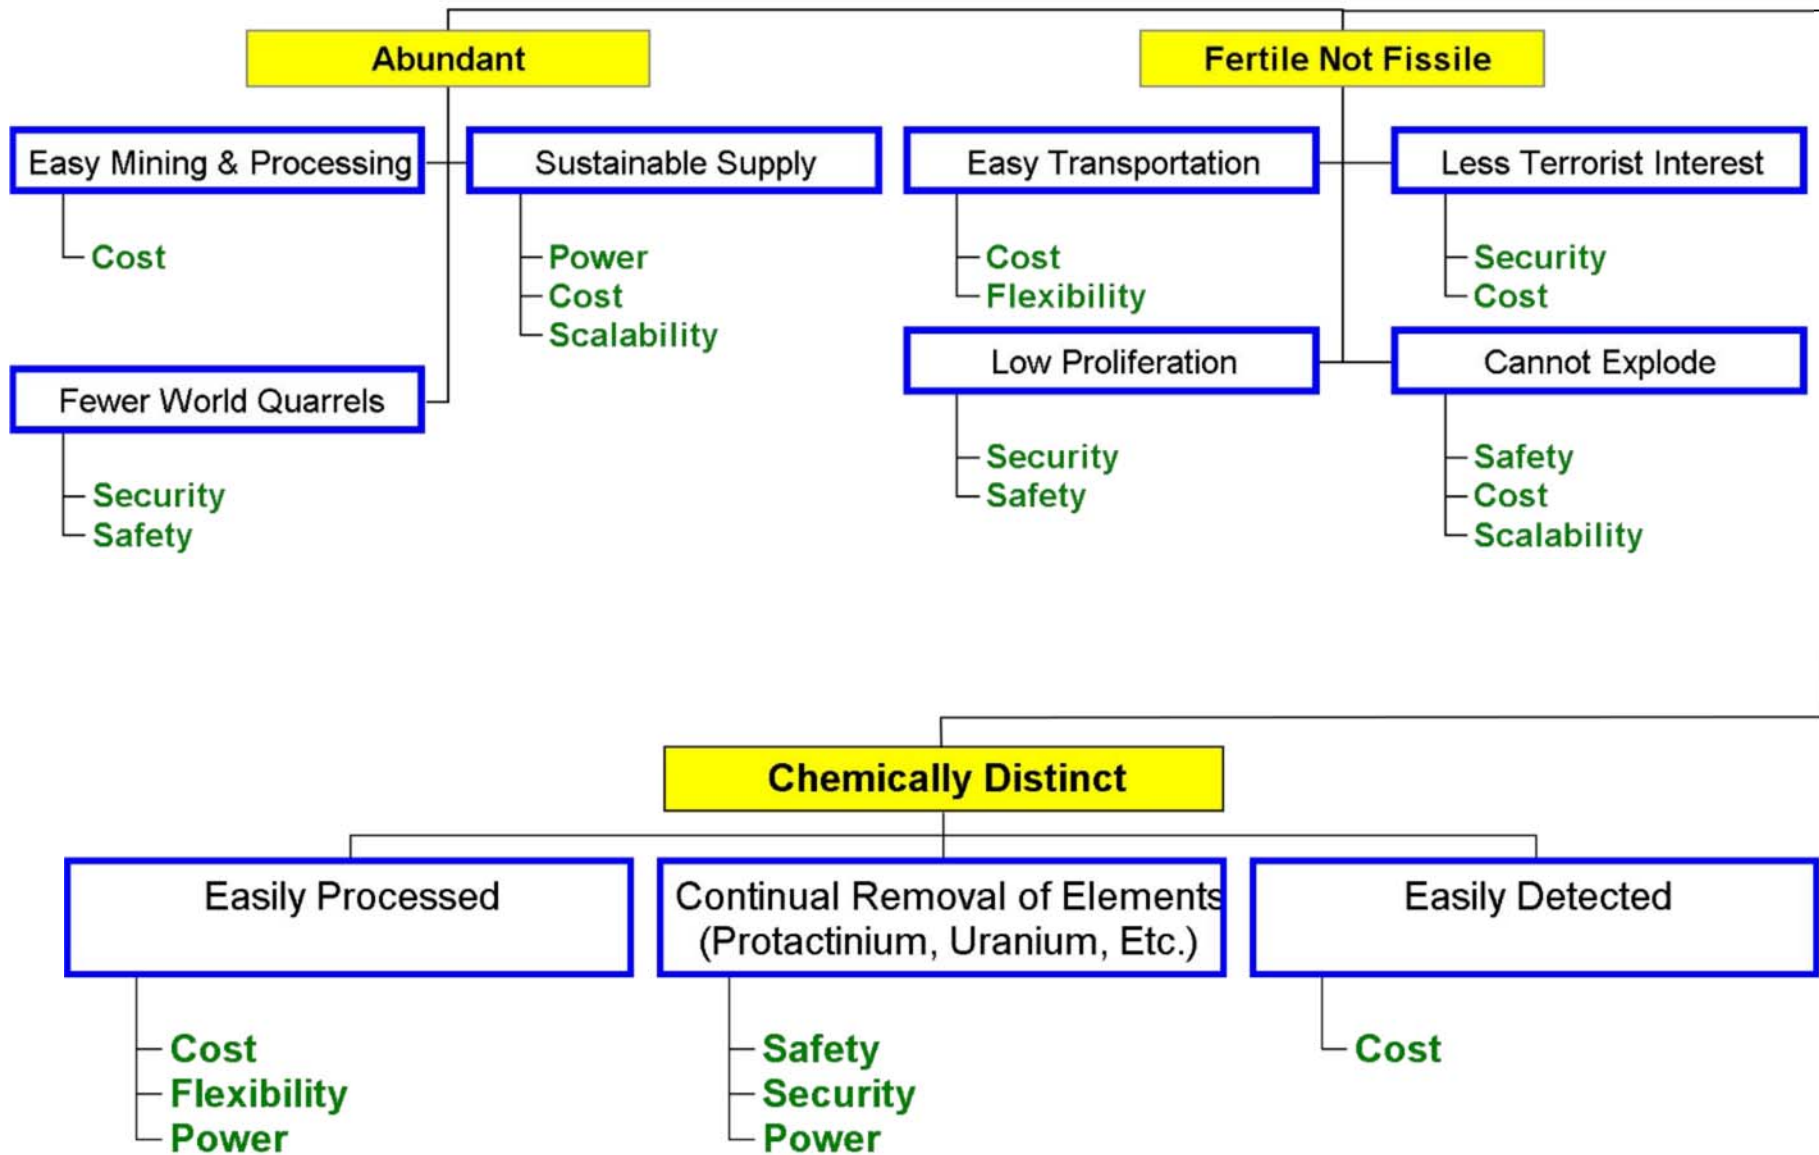 Abundant
Easy Mining & Processing
Cost
Sustainable Supply
Power
Cost
Scalability
Fewer World Quarrels
Security
Safety
Fertile Not Fissile
Easy Transportation
Cost
Flexibility
Less Terrorist Interest
Security
Cost
Low Proliferation
Security
Safety
Cannot Explode
Safety
Cost
Scalability
Chemically Distinct
Easily Processed
Cost
Flexibility
Power
Continual Removal of Elements
(Protactinium, Uranium, Etc.)
Safety
Security
Power
Easily Detected
Cost